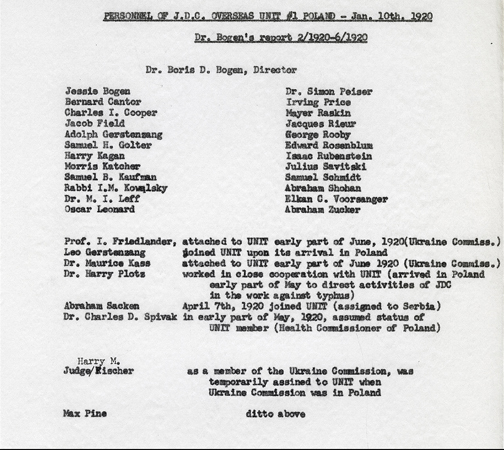 PERSONNEL OF J.D.C. OVERSEAS UNIT #1 POLAND - Jan. 10th. 1920
Dr. Bogen's report 2/1920-6/1920
Dr. Boris D. Bogen, Director
Jessie Bogen
Bernard Cantor
Charles I. Cooper
Jacob Field
Adolph Gerstenzang
Samuel H. Golter
Harry Kagan
Morris Katcher
Samuel B. Kaufman
Rabbi I.M. Kowalsky
Dr. M. I. Leff
Oscar Leonard
Dr. Simon Peiser
Irving Price
Mayer Raskin
Jacques Rieur
George Rooby
Edward Rosenblum
Isaac Rubenstein
Julius Savitski
Samuel Schmidt
Abraham Shohan
Elkan C. Voorsanger
Abraham Zucker
Prof. I. Friedlander, attached to UNIT early part of June, 1920(Ukraine Commiss.)
Leo Gerstenzang joined UNIT upon its arrival in Poland
Dr. Maurice Kass attached to UNIT early part of June 1920 (Ukraine Commiss.)
Dr. Harry Plotz worked in close cooperation with UNIT (arrived in Poland
early part of May to direct activities of JDC
in the work against typhus)
Abraham Sacken April 7th, 1920 joined UNIT (assigned to Serbia)
Dr. Charles D. Spivak in early part of May, 1920, assumed status of
UNIT member (Health Commissioner of Poland)
Harry M.
Judge/Fischer as a member of the Ukraine Commission, was
temporarily assined to UNIT when
Ukraine Commission was in Poland
Max Pine ditto above